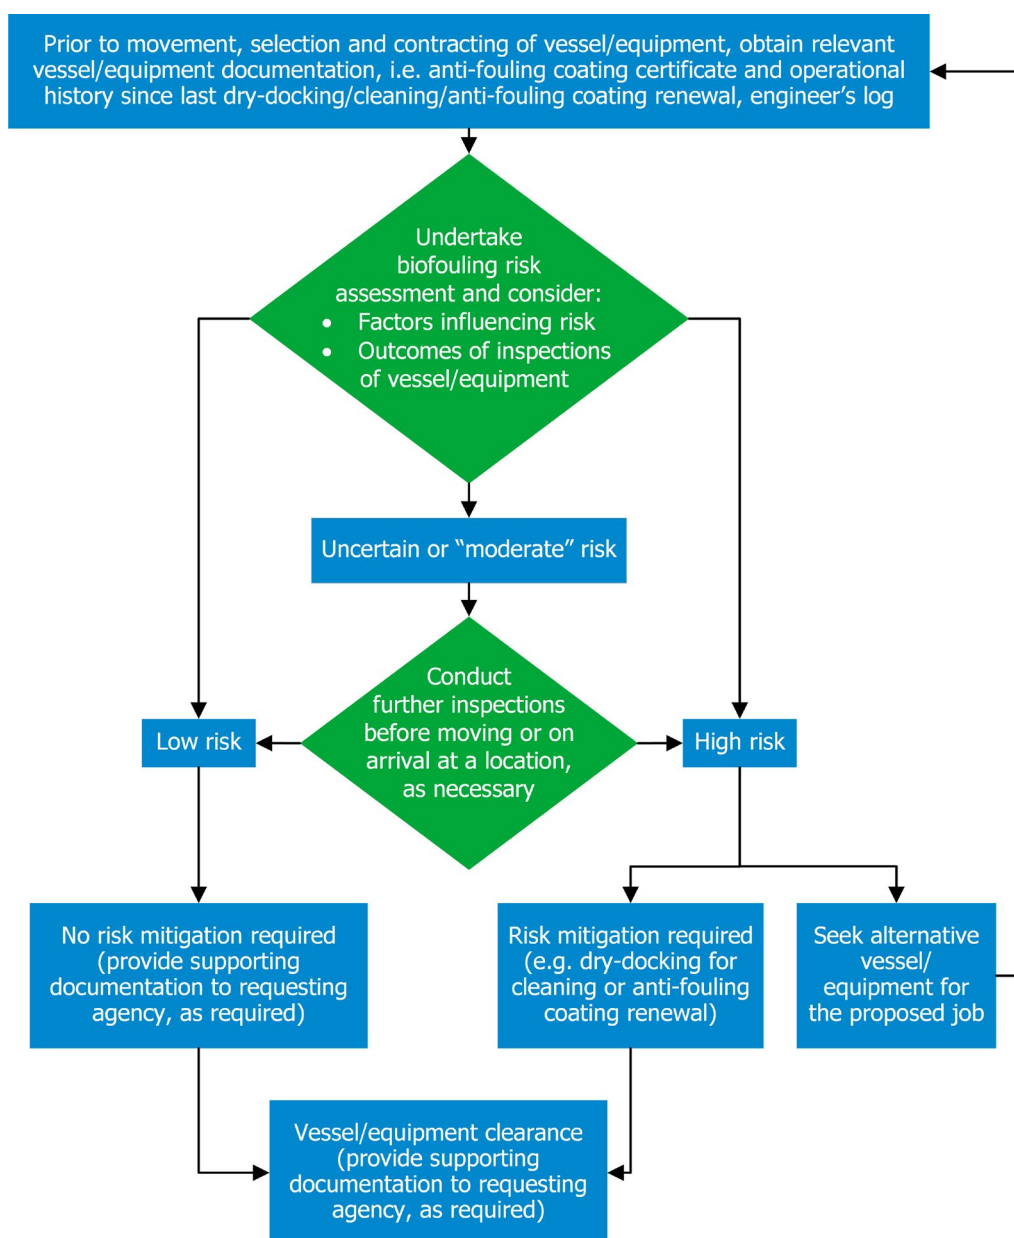 Prior to movement, selection and contracting of vessel/equipment, obtain relevant
vessel/equipment documentation, i.e. anti-fouling coating certificate and operational
history since last dry-docking/cleaning/anti-fouling coating renewal, engineer’s log
Undertake
biofouling risk
assessment and consider:
• Factors influencing risk
• Outcomes of inspections
of vessel/equipment
Uncertain or “moderate” risk
Conduct
further inspections
before moving or on
arrival at a location,
as necessary
Low risk
High risk
No risk mitigation required
(provide supporting
documentation to requesting
agency, as required)
Risk mitigation required
(e.g. dry-docking for
cleaning or anti-fouling
coating renewal)
Seek alternative
vessel/
equipment for
the proposed job
Vessel/equipment clearance
(provide supporting
documentation to requesting
agency, as required)